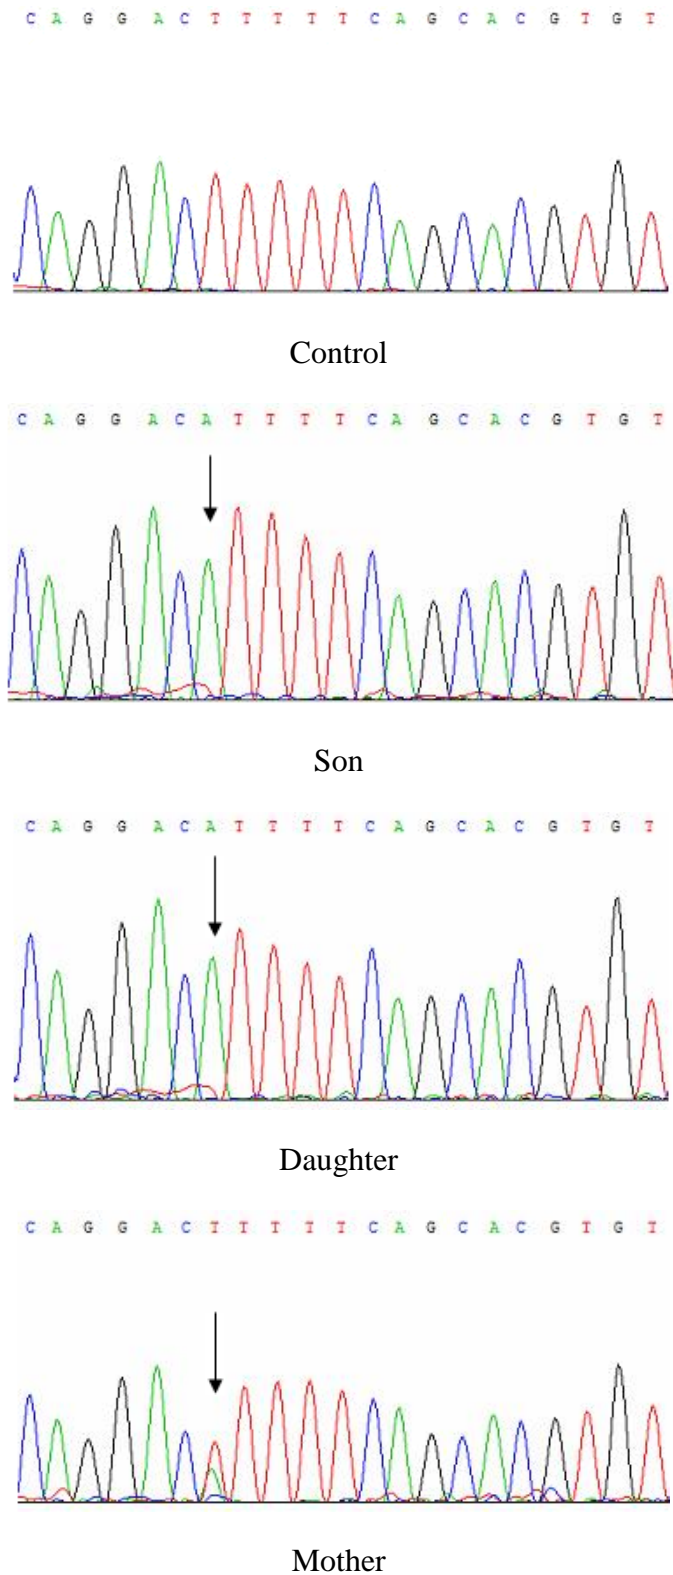 C A G G A C T T T T T C A G C A C G T G T
Control
C A G G A C A T T T T C A G C A C G T G T
Son
C A G G A C A T T T T C A G C A C G T G T
Daughter
C A G G A C T T T T T C A G C A C G T G T
Mother